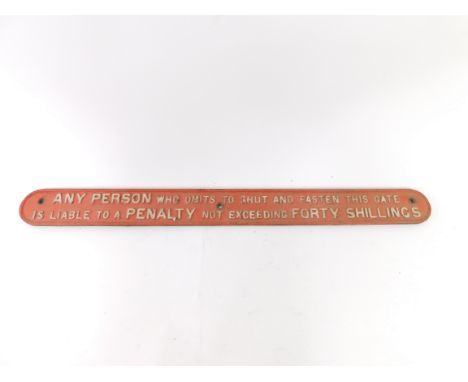 ANY PERSON WHO OMITS TO SHUT AND FASTEN THIS GATE
IS LIABLE TO A PENALTY NOT EXCEEDING FORTY SHILLINGS